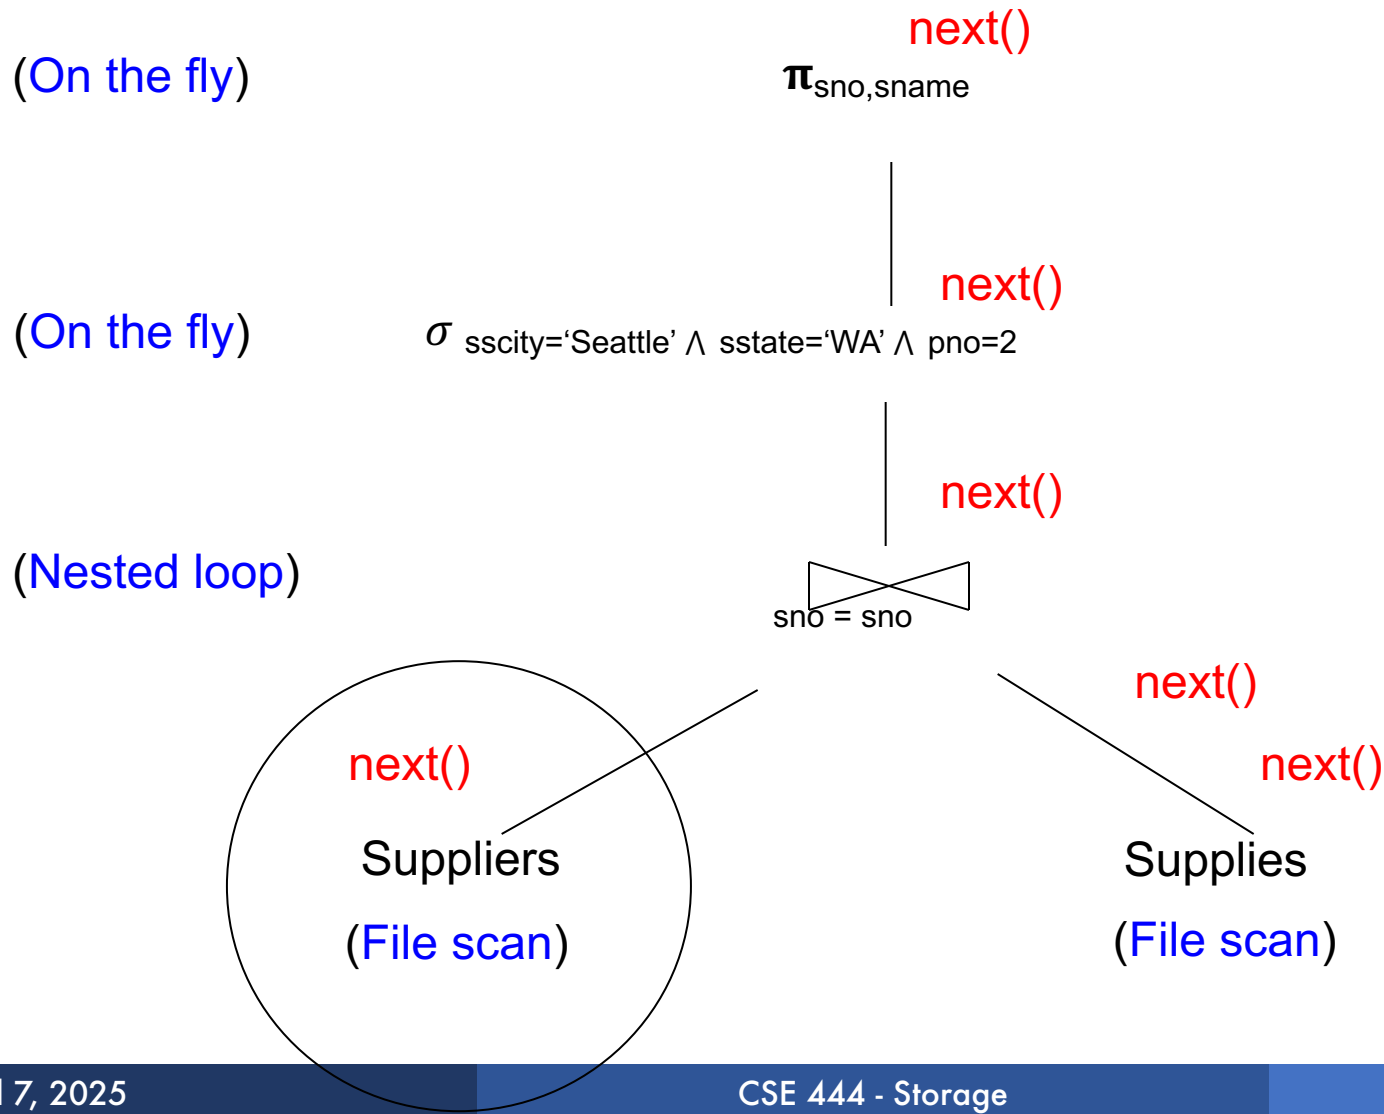 next()
(On the fly)
πsno,sname
next()
(On the fly)
σ sscity=‘Seattle’ ∧ sstate=‘WA’ ∧ pno=2
next()
(Nested loop)
sno = sno
next()
next()
next()
Suppliers
Supplies
(File scan)
(File scan)
7, 2025
CSE 444 - Storage